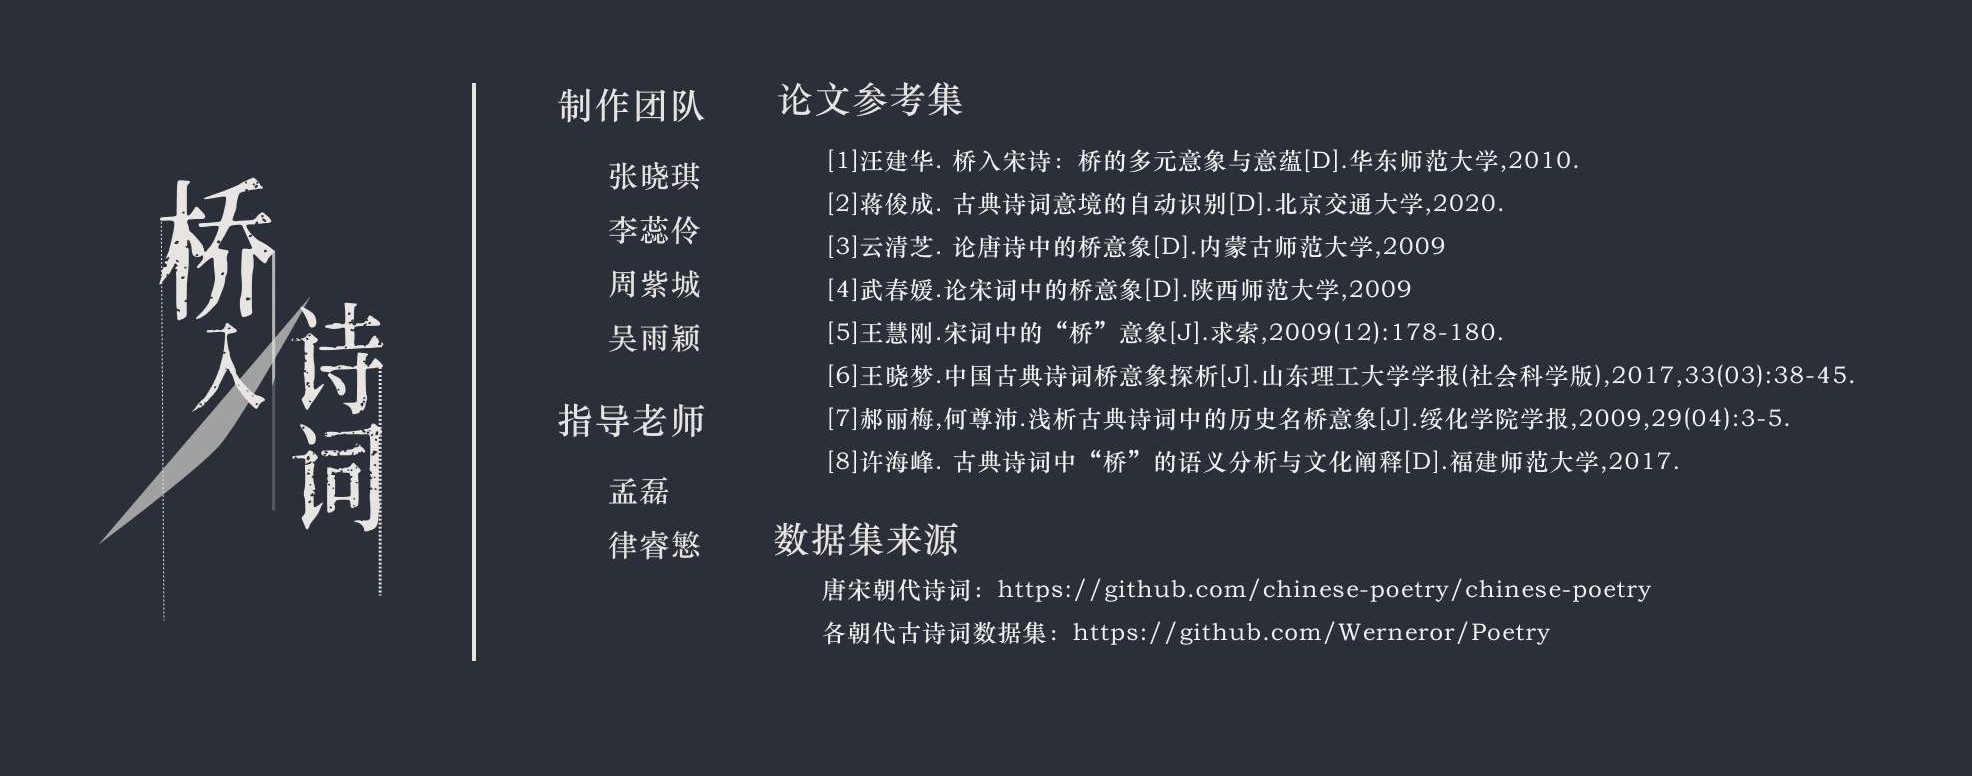 桥入
诗词
制作团队
张晓琪
李蕊伶
周紫城
吴雨颖
指导老师
孟磊
律睿慜
论文参考集
[1]汪建华. 桥入宋诗：桥的多元意象与意蕴[D].华东师范大学,2010.
[2]蒋俊成. 古典诗词意境的自动识别[D].北京交通大学,2020.
[3]云清芝. 论唐诗中的桥意象[D].内蒙古师范大学,2009
[4]武春媛.论宋词中的桥意象[D].陕西师范大学,2009
[5]王慧刚.宋词中的“桥”意象[J].求索,2009(12):178-180.
[6]王晓梦.中国古典诗词桥意象探析[J].山东理工大学学报(社会科学版),2017,33(03):38-45.
[7]郝丽梅,何尊沛.浅析古典诗词中的历史名桥意象[J].绥化学院学报,2009,29(04):3-5.
[8]许海峰. 古典诗词中“桥”的语义分析与文化阐释[D].福建师范大学,2017.
数据集来源
唐宋朝代诗词：https://github.com/chinese-poetry/chinese-poetry
各朝代古诗词数据集：https://github.com/Werneror/Poetry